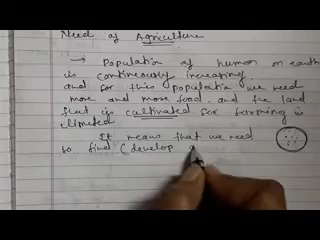 Need of Agriculture
→ Population of human on earth
is continuously increasing.
and for this population we need
more and more food. and the land
that is cultivated for farming is
limited
It means that we need
to find (develop a